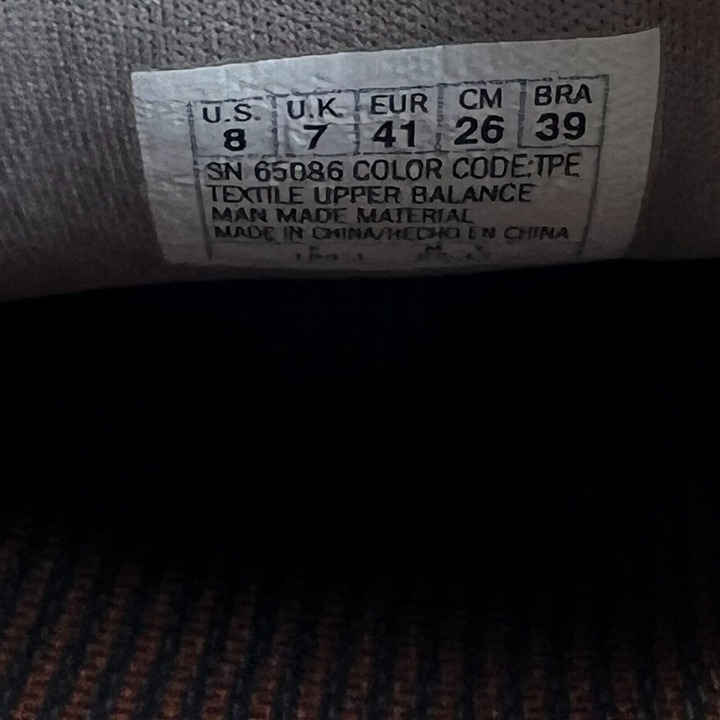 U.S. U.K EUR CM BRA
8 7 41 26 39
SN 65086 COLOR CODE:TPE
TEXTILE UPPER BALANCE
MAN MADE MATERIAL
MADE IN CHINA/HECHO EN CHINA